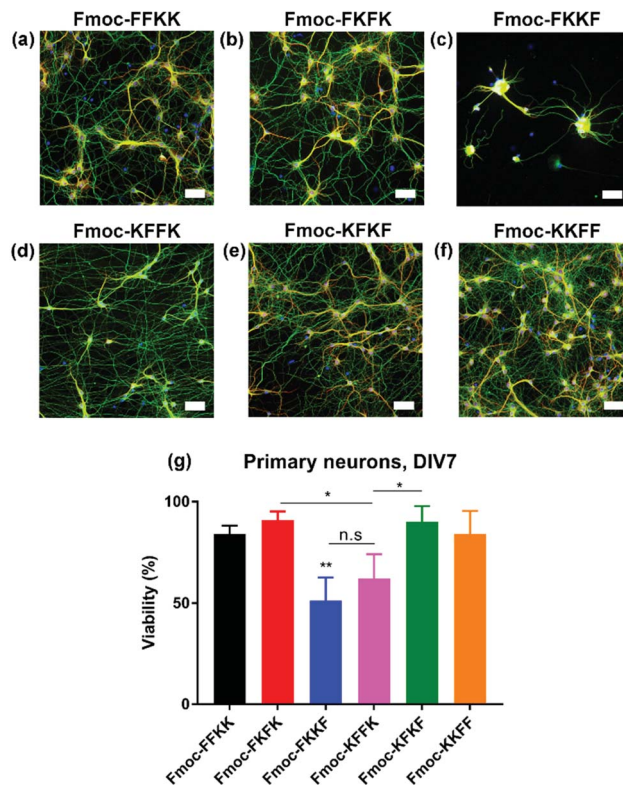 Fmoc-FFKK
Fmoc-FKFK
Fmoc-FKKF
(a)
(b)
(c)
Fmoc-KFFK
Fmoc-KFKF
Fmoc-KKFF
(d)
(e)
(f)
(g)
Primary neurons, DIV7
Viability (%)
100
50
0
*
*
n.s
**
Fmoc-FFKK
Fmoc-FKFK
Fmoc-FKKF
Fmoc-KFFK
Fmoc-KFKF
Fmoc-KKFF